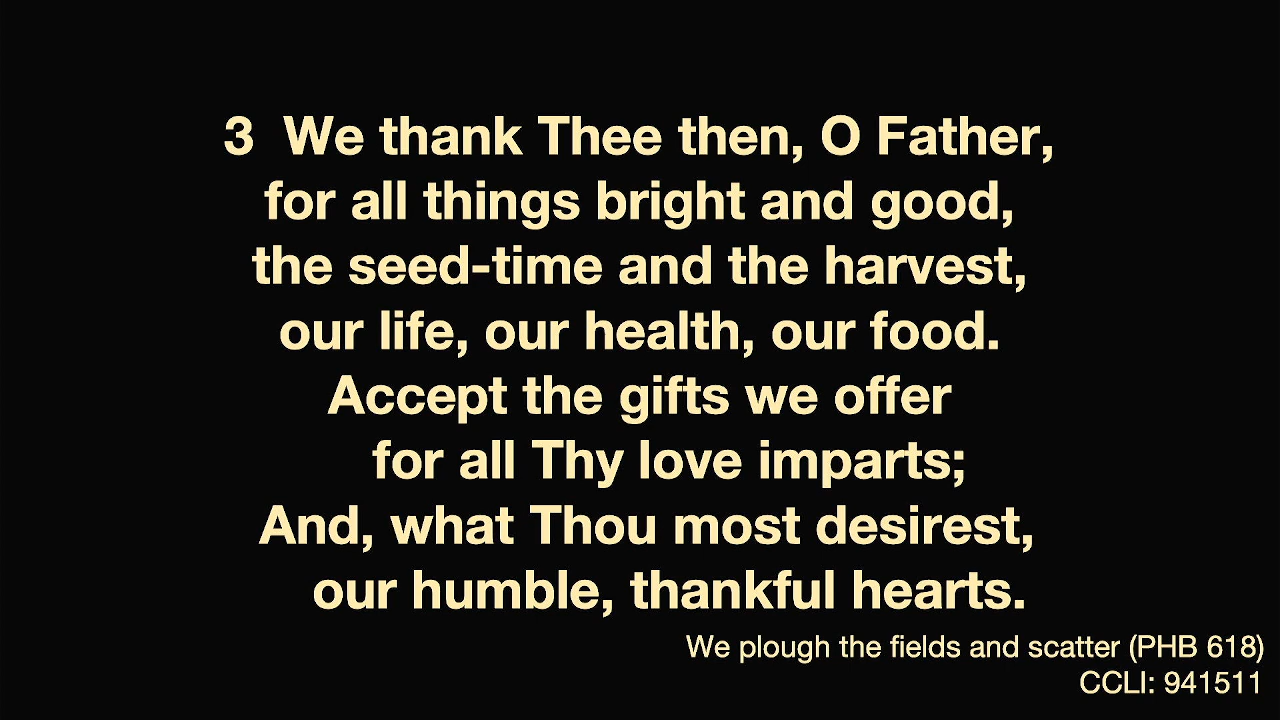 3 We thank Thee then, O Father,
for all things bright and good,
the seed-time and the harvest,
our life, our health, our food.
Accept the gifts we offer
for all Thy love imparts;
And, what Thou most desirest,
our humble, thankful hearts.
We plough the fields and scatter (PHB 618)
CCLI: 941511